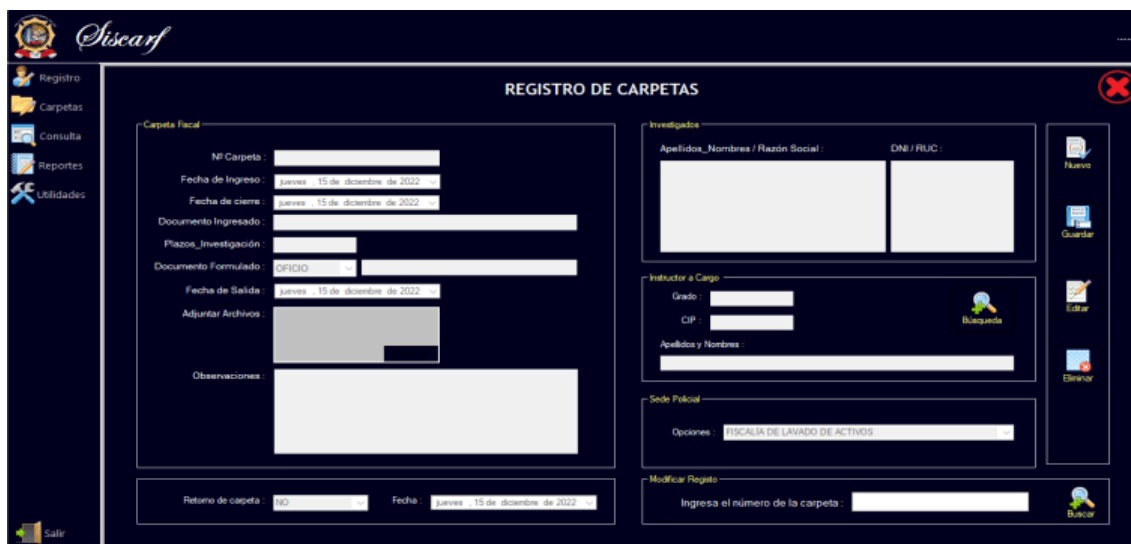 Siscarf
Registro
Carpetas
Consulta
Reportes
Utilidades
Salir
REGISTRO DE CARPETAS
Carpeta Fiscal
Nº Carpeta :
Fecha de Ingreso : jueves , 15 de diciembre de 2022
Fecha de cierre : jueves , 15 de diciembre de 2022
Documento Ingresado :
Plazos_Investigación :
Documento Formulado : OFICIO
Fecha de Salida : jueves , 15 de diciembre de 2022
Adjuntar Archivos :
Observaciones :
Retorno de carpeta : NO Fecha : jueves , 15 de diciembre de 2022
Investigados
Apellidos_Nombres / Razón Social : DNI / RUC :
Instructor a Cargo
Grado :
CIP :
Búsqueda
Apellidos y Nombres :
Sede Policial
Opciones : FISCALÍA DE LAVADO DE ACTIVOS
Modificar Registo
Ingresa el número de la carpeta :
Buscar
Nuevo
Guardar
Editar
Eliminar